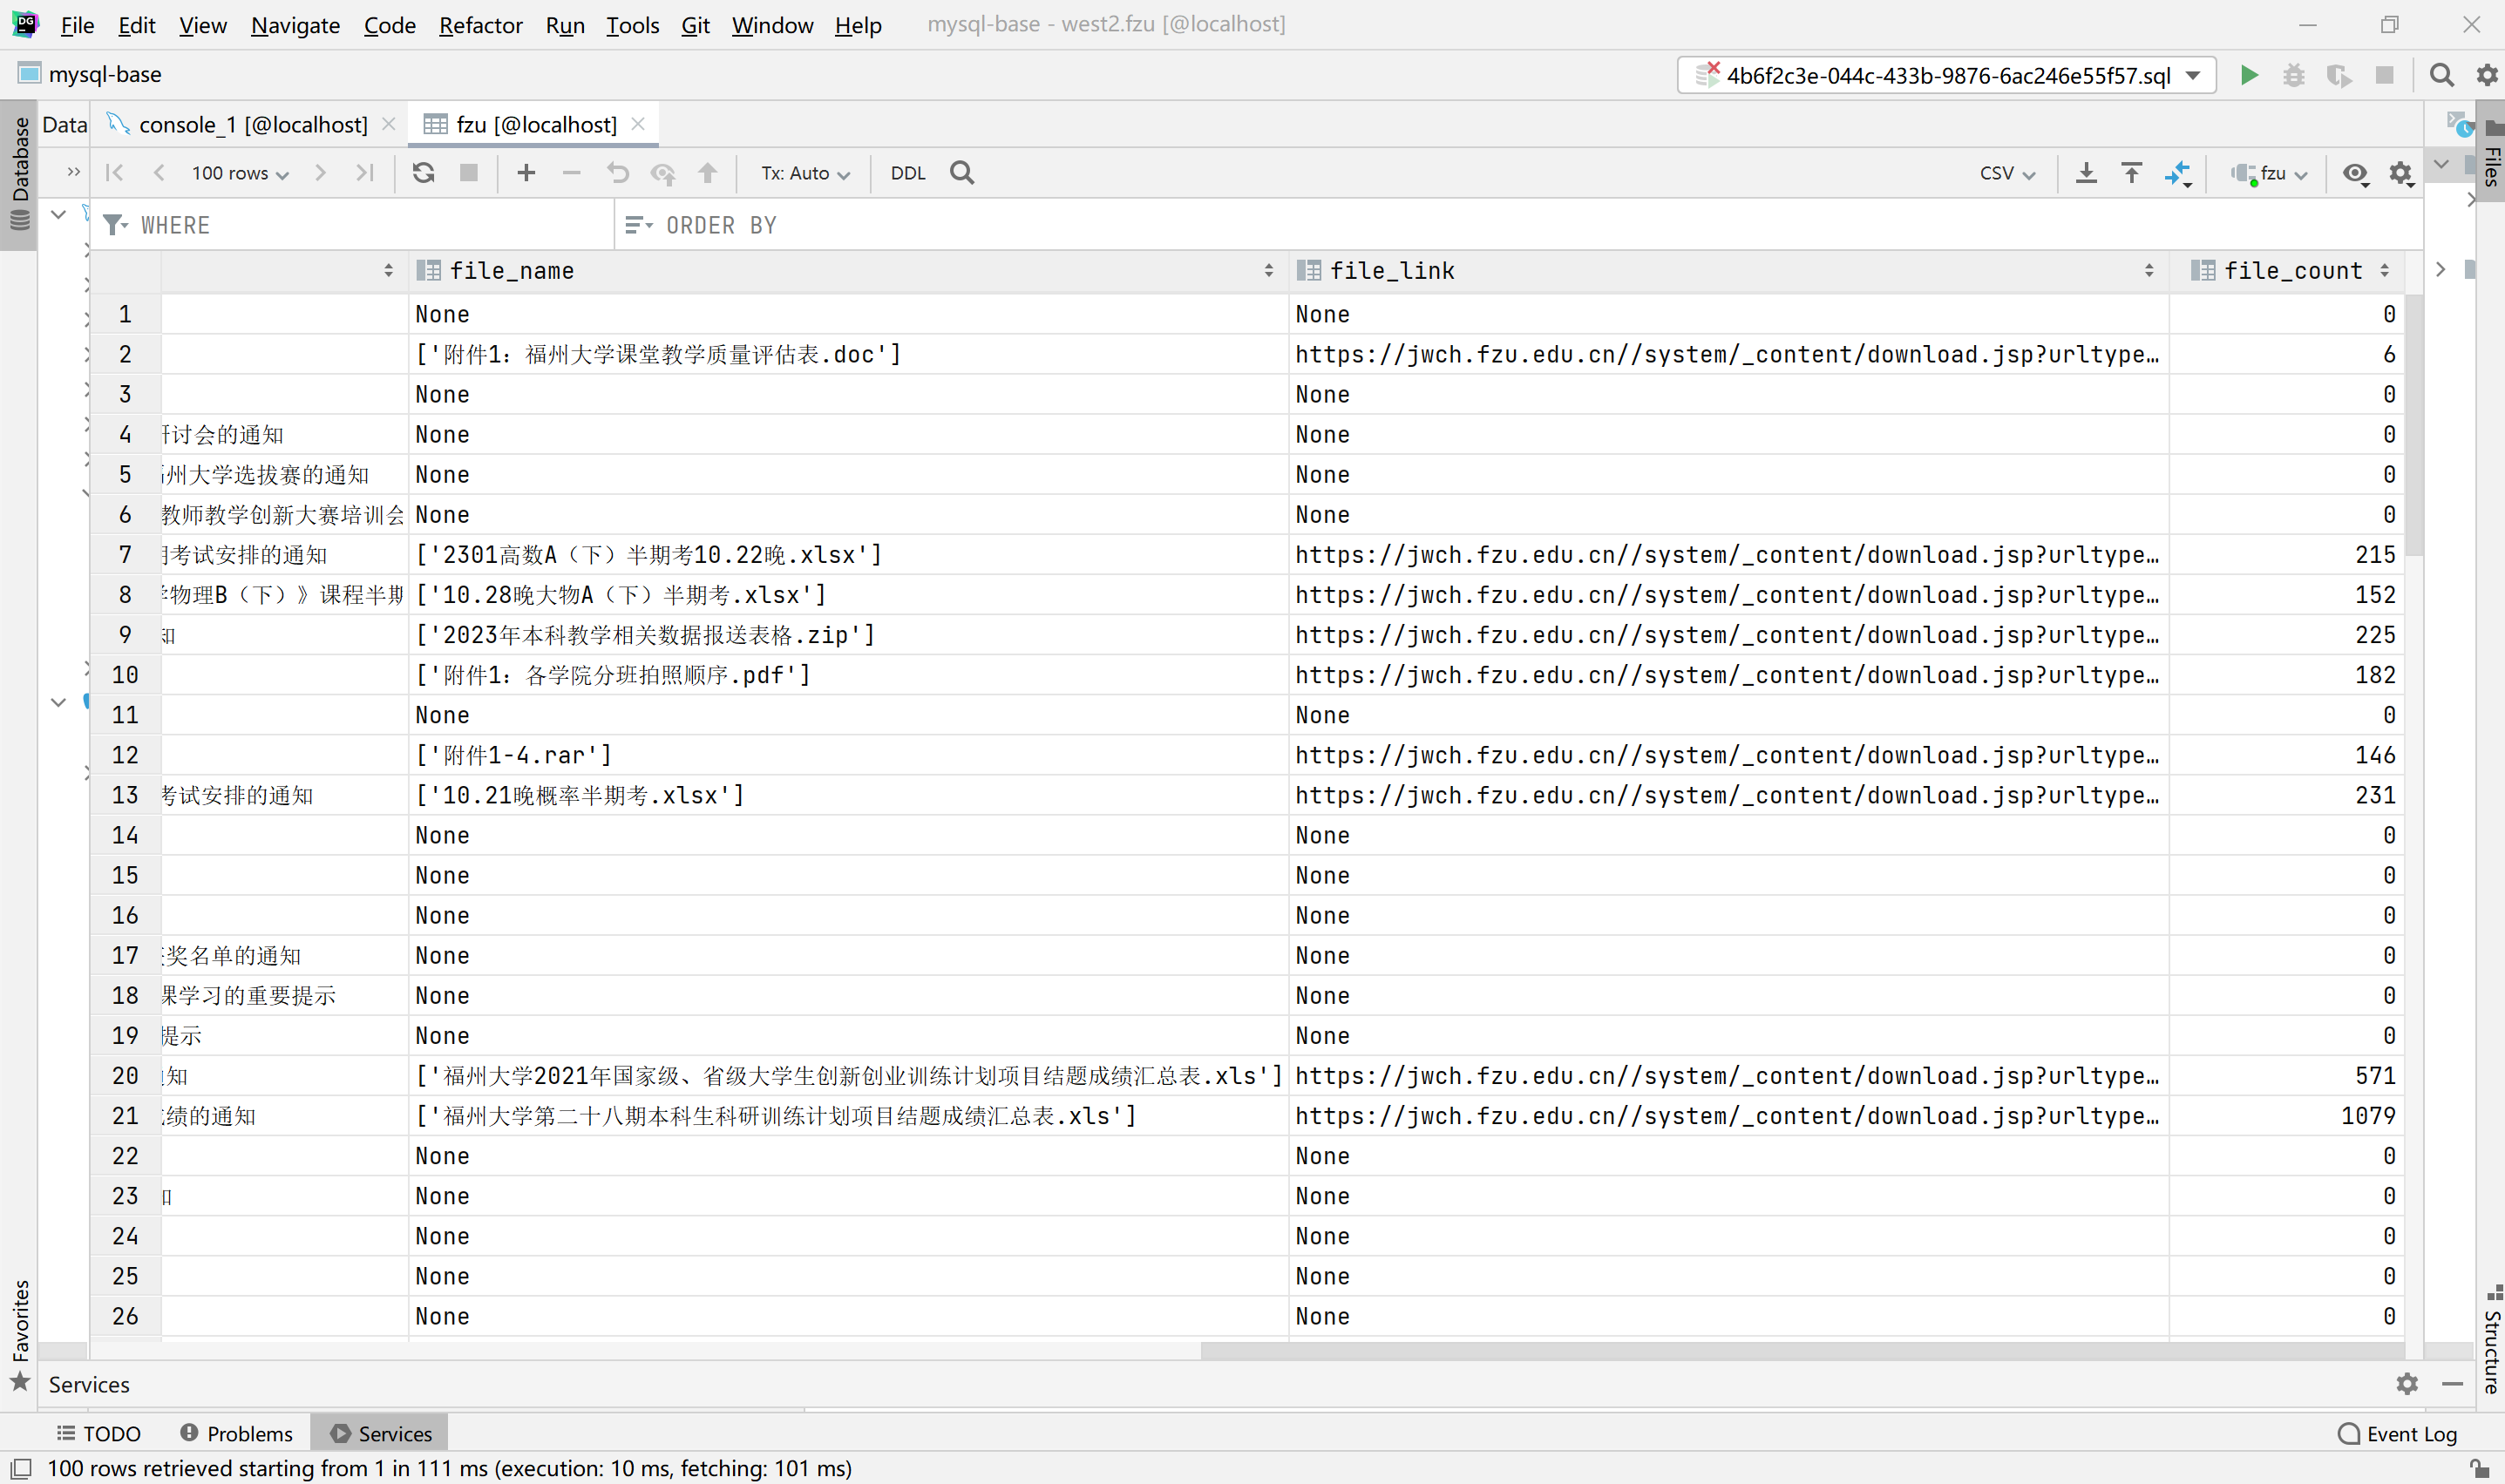 File Edit View Navigate Code Refactor Run Tools Git Window Help mysql-base - west2.fzu [@localhost]
mysql-base 4b6f2c3e-044c-433b-9876-6ac246e55f57.sql
Database Data console_1 [@localhost] fzu [@localhost] Files
100 rows Tx: Auto DDL CSV fzu
WHERE ORDER BY
file_name file_link file_count
1 None None 0
2 ['附件1：福州大学课堂教学质量评估表.doc'] https://jwch.fzu.edu.cn//system/_content/download.jsp?urltype… 6
3 None None 0
4 讨会的通知 None None 0
5 州大学选拔赛的通知 None None 0
6 教师教学创新大赛培训会 None None 0
7 考试安排的通知 ['2301高数A（下）半期考10.22晚.xlsx'] https://jwch.fzu.edu.cn//system/_content/download.jsp?urltype… 215
8 物理B（下）》课程半期 ['10.28晚大物A（下）半期考.xlsx'] https://jwch.fzu.edu.cn//system/_content/download.jsp?urltype… 152
9 知 ['2023年本科教学相关数据报送表格.zip'] https://jwch.fzu.edu.cn//system/_content/download.jsp?urltype… 225
10 ['附件1：各学院分班拍照顺序.pdf'] https://jwch.fzu.edu.cn//system/_content/download.jsp?urltype… 182
11 None None 0
12 ['附件1-4.rar'] https://jwch.fzu.edu.cn//system/_content/download.jsp?urltype… 146
13 考试安排的通知 ['10.21晚概率半期考.xlsx'] https://jwch.fzu.edu.cn//system/_content/download.jsp?urltype… 231
14 None None 0
15 None None 0
16 None None 0
17 奖名单的通知 None None 0
18 课学习的重要提示 None None 0
19 提示 None None 0
20 知 ['福州大学2021年国家级、省级大学生创新创业训练计划项目结题成绩汇总表.xls'] https://jwch.fzu.edu.cn//system/_content/download.jsp?urltype… 571
21 绩的通知 ['福州大学第二十八期本科生科研训练计划项目结题成绩汇总表.xls'] https://jwch.fzu.edu.cn//system/_content/download.jsp?urltype… 1079
22 None None 0
23 None None 0
24 None None 0
25 None None 0
26 None None 0
Favorites Structure
Services
TODO Problems Services Event Log
100 rows retrieved starting from 1 in 111 ms (execution: 10 ms, fetching: 101 ms)